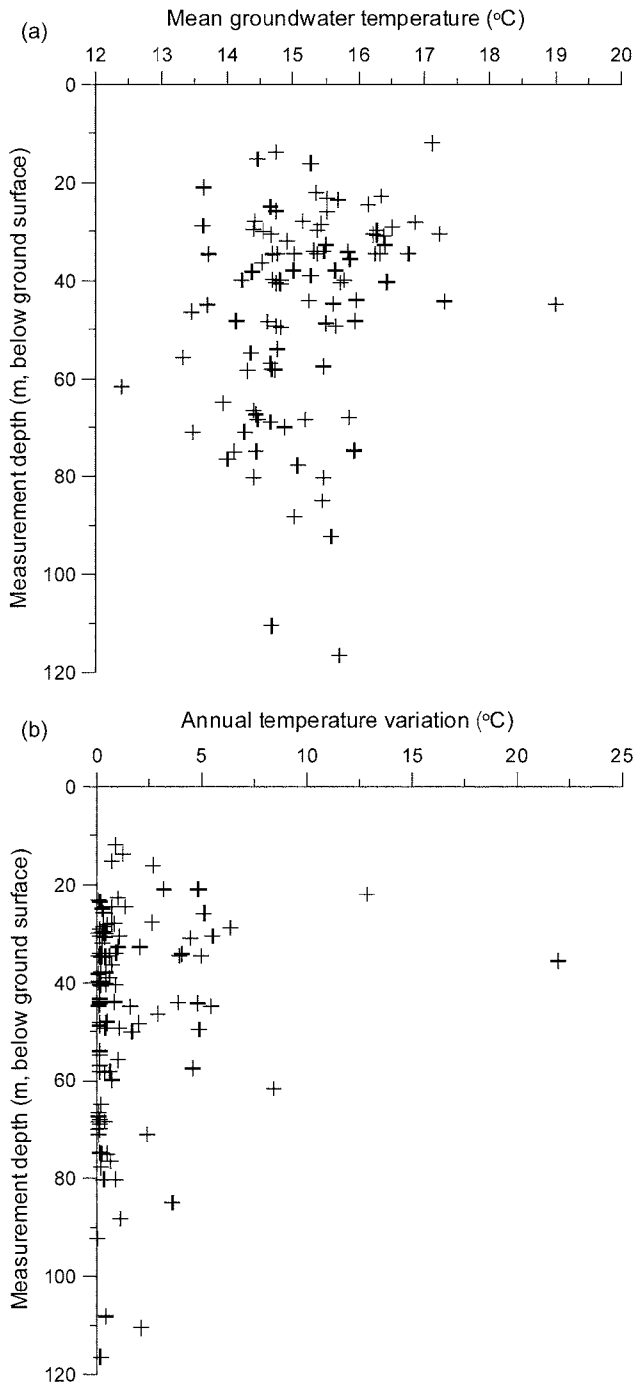 (a)
Mean groundwater temperature (°C)
12 13 14 15 16 17 18 19 20
0
20
40
60
80
100
120
Measurement depth (m, below ground surface)
(b)
Annual temperature variation (°C)
0 5 10 15 20 25
0
20
40
60
80
100
120
Measurement depth (m, below ground surface)